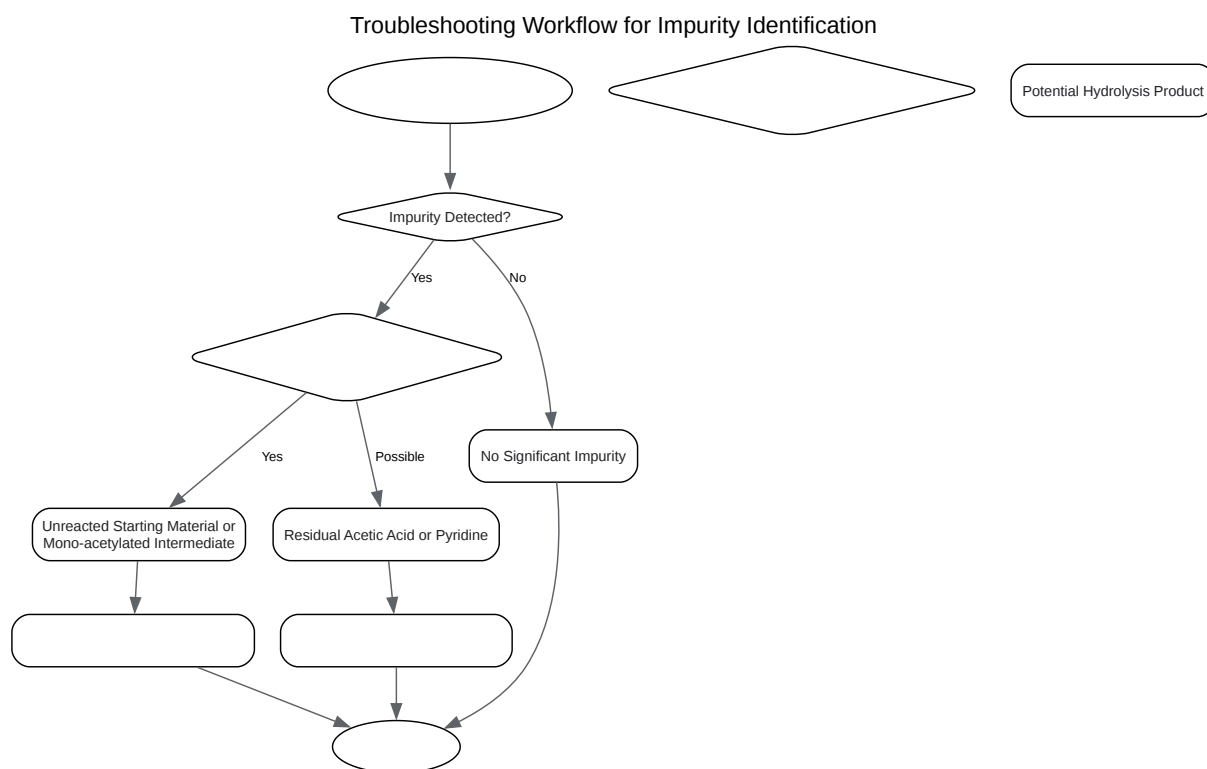 Troubleshooting Workflow for Impurity Identification
Potential Hydrolysis Product
Impurity Detected?
Yes
No
Yes
Possible
No Significant Impurity
Unreacted Starting Material or
Mono-acetylated Intermediate
Residual Acetic Acid or Pyridine